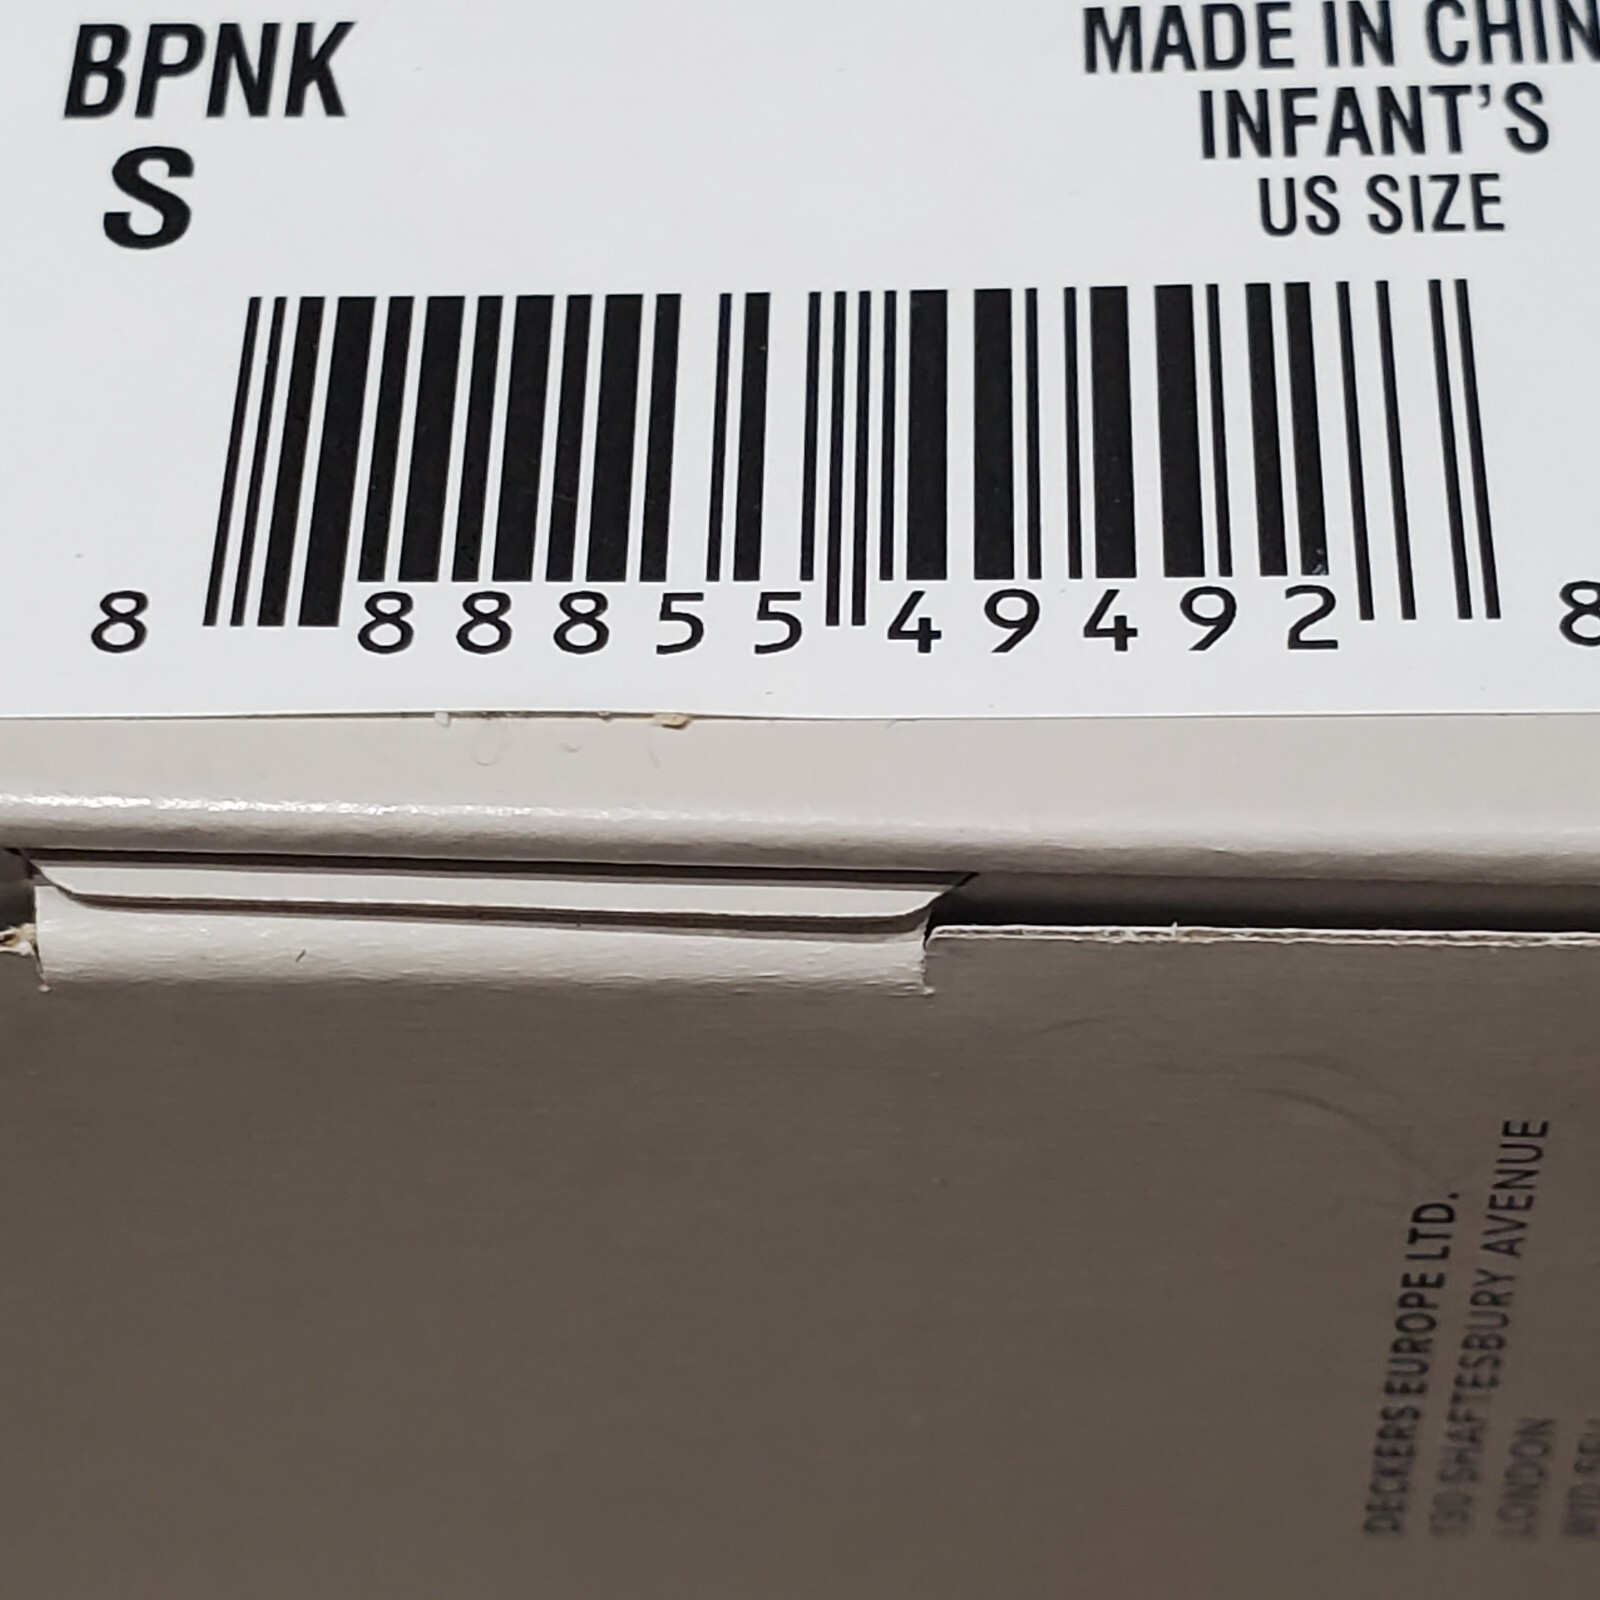 BPNK
S
MADE IN CHIN
INFANT'S
US SIZE
8 88855 49492 8
DECKERS EUROPE LTD.
130 SHAFTESBURY AVENUE
LONDON